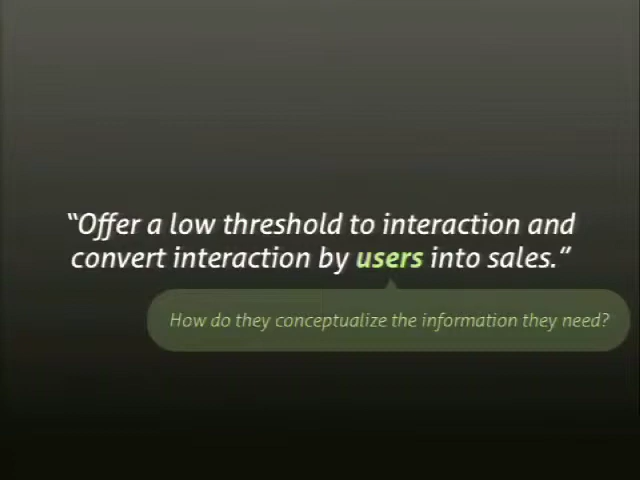 “Offer a low threshold to interaction and
convert interaction by users into sales.”
How do they conceptualize the information they need?